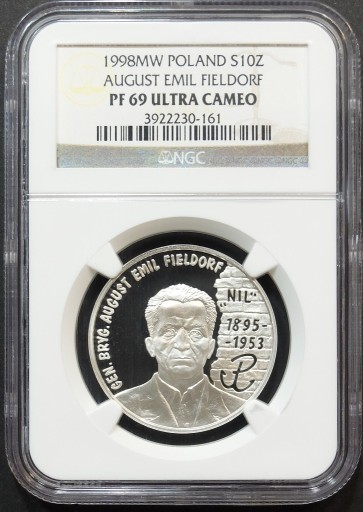 1998MW POLAND S10Z
AUGUST EMIL FIELDORF
PF 69 ULTRA CAMEO
3922230-161
NGC
GEN. BRYG. AUGUST EMIL FIELDORF
„NIL"
1895-
-1953